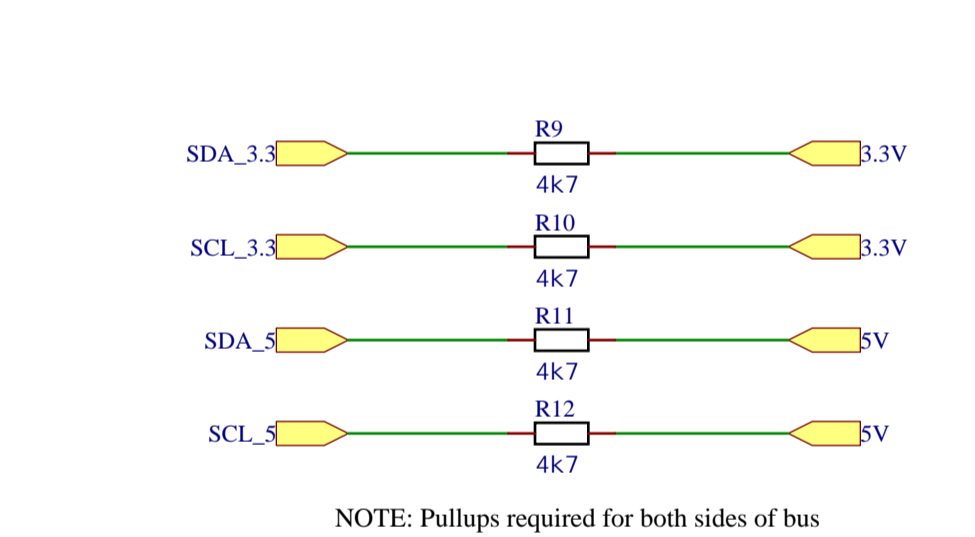 R9
SDA_3.3 3.3V
4k7
R10
SCL_3.3 3.3V
4k7
R11
SDA_5 5V
4k7
R12
SCL_5 5V
4k7
NOTE: Pullups required for both sides of bus